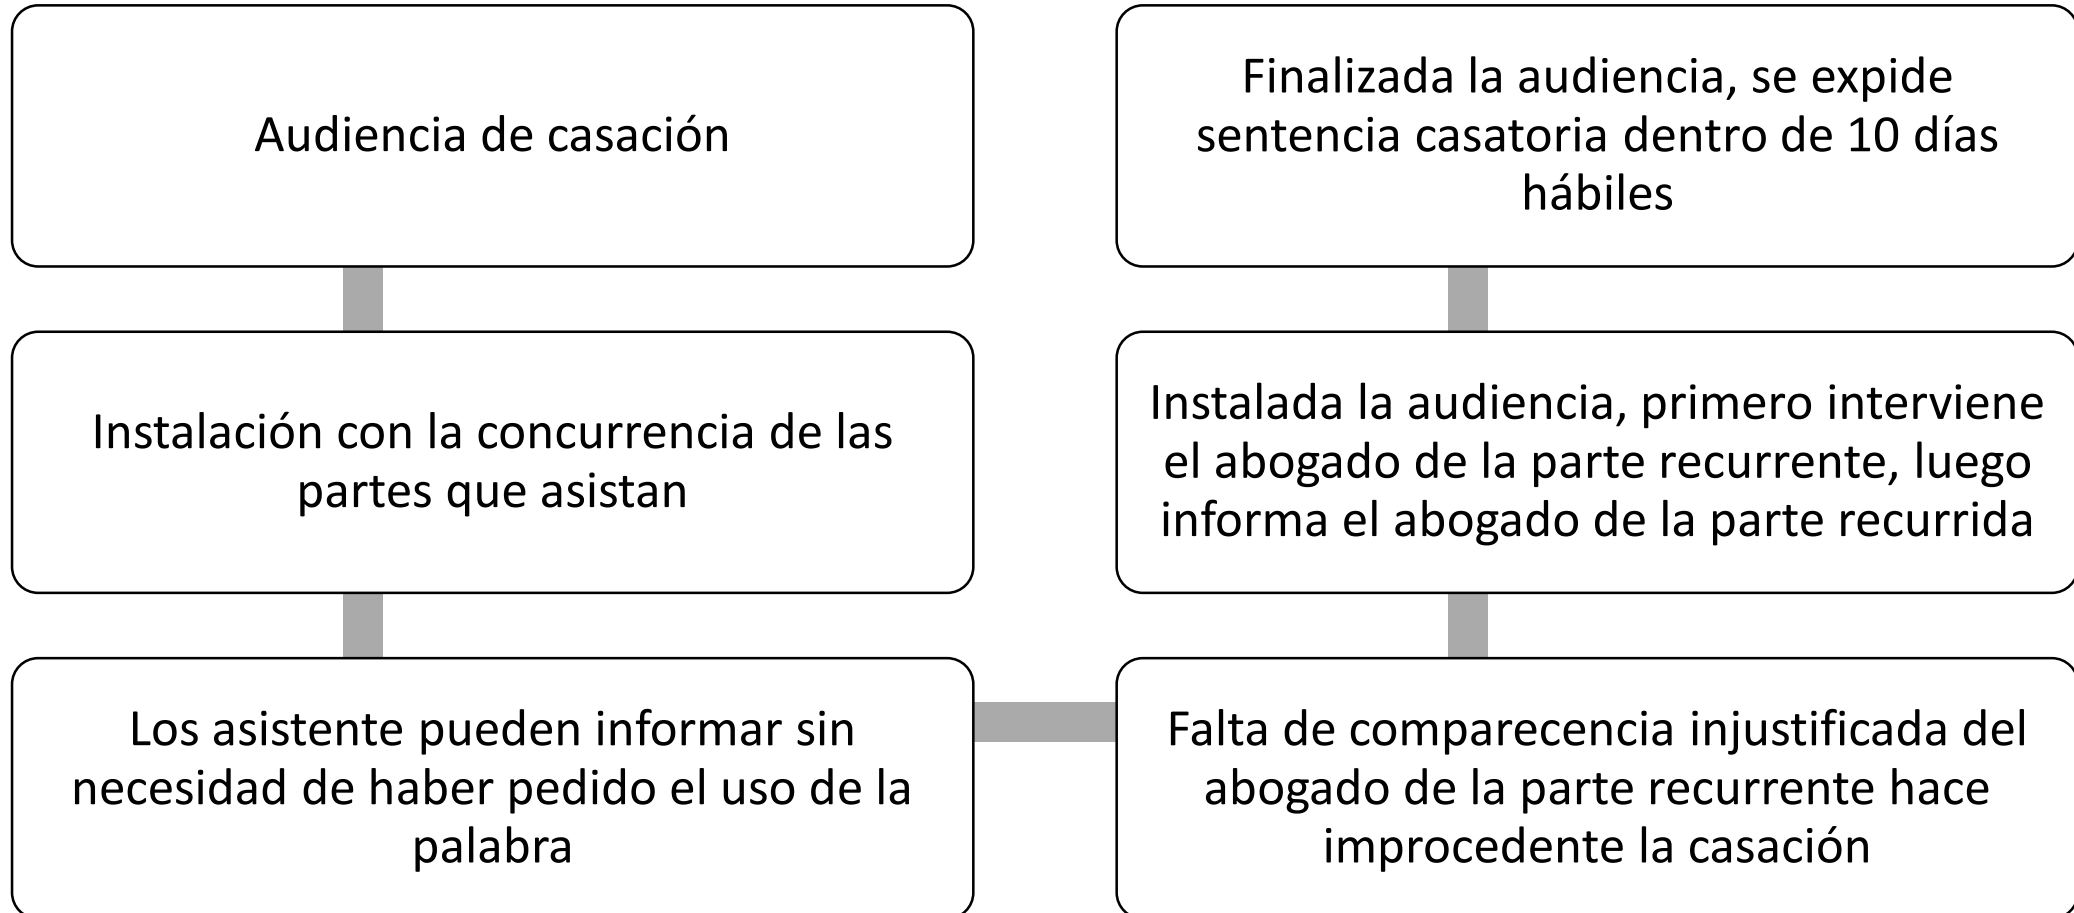 Audiencia de casación
Instalación con la concurrencia de las
partes que asistan
Los asistente pueden informar sin
necesidad de haber pedido el uso de la
palabra
Falta de comparecencia injustificada del
abogado de la parte recurrente hace
improcedente la casación
Instalada la audiencia, primero interviene
el abogado de la parte recurrente, luego
informa el abogado de la parte recurrida
Finalizada la audiencia, se expide
sentencia casatoria dentro de 10 días
hábiles